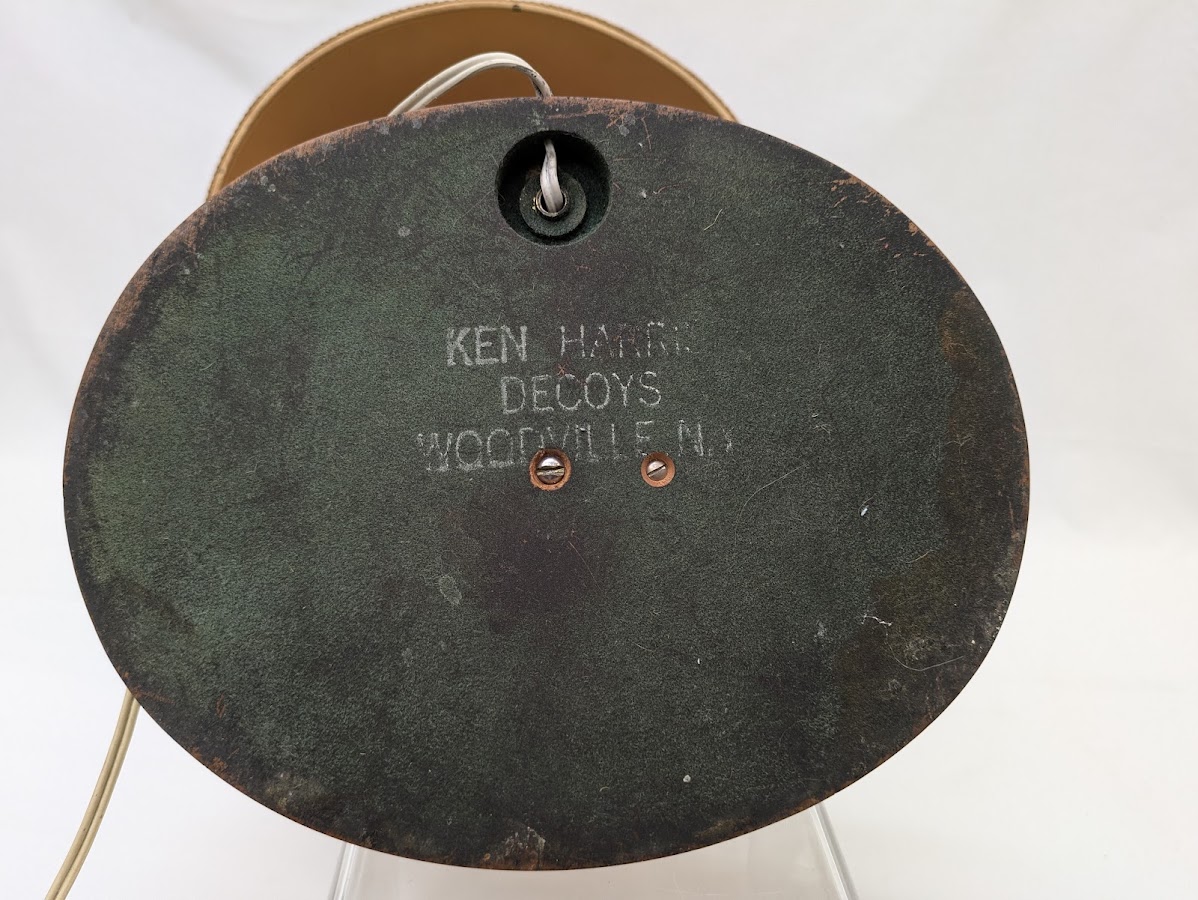 KEN HARRI
DECOYS
WOODVILLE N.Y